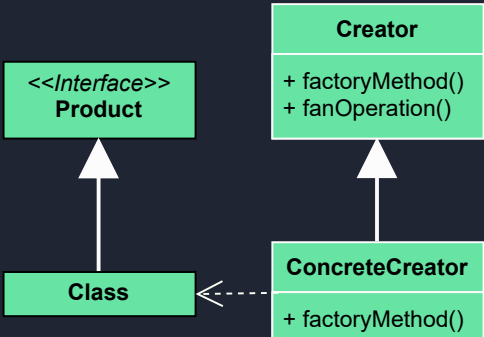 <<Interface>>
Product
Class
Creator
+ factoryMethod()
+ fanOperation()
ConcreteCreator
+ factoryMethod()